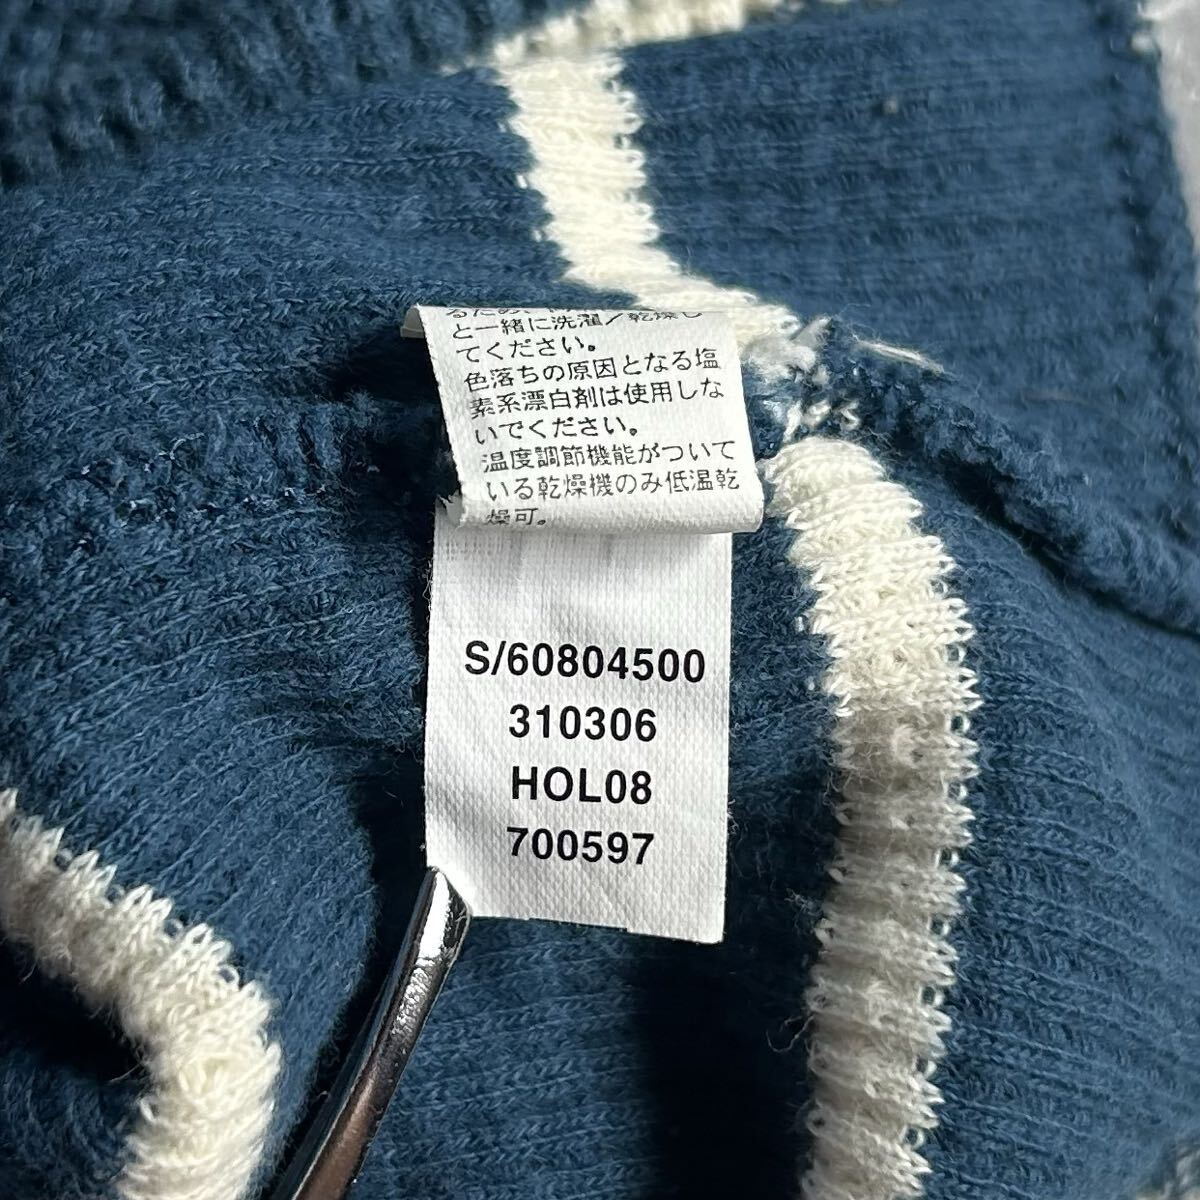 と一緒に洗濯/乾燥し
てください。
色落ちの原因となる塩
素系漂白剤は使用しな
いでください。
温度調節機能がついて
いる乾燥機のみ低温乾
燥可。
S/60804500
310306
HOL08
700597